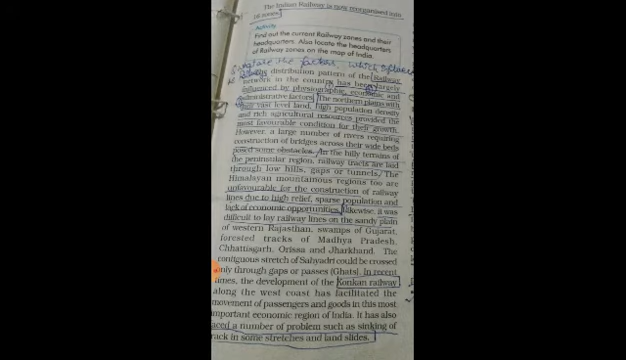 The Indian Railway is now reorganised into
16 zones.
Activity
Find out the current Railway zones and their
headquarters. Also locate the headquarters
of Railway zones on the map of India.
the factors which influence
The distribution pattern of the Railway
network in the country has been largely
influenced by physiographic, economic and
administrative factors. The northern plains with
their vast level land, high population density
and rich agricultural resources provided the
most favourable condition for their growth.
However, a large number of rivers requiring
construction of bridges across their wide beds
posed some obstacles. In the hilly terrains of
the peninsular region, railway tracts are laid
through low hills, gaps or tunnels. The
Himalayan mountainous regions too are
unfavourable for the construction of railway
lines due to high relief, sparse population and
lack of economic opportunities. Likewise, it was
difficult to lay railway lines on the sandy plain
of western Rajasthan, swamps of Gujarat,
forested tracks of Madhya Pradesh,
Chhattisgarh, Orissa and Jharkhand. The
contiguous stretch of Sahyadri could be crossed
only through gaps or passes (Ghats). In recent
times, the development of the Konkan railway
along the west coast has facilitated the
movement of passengers and goods in this most
important economic region of India. It has also
faced a number of problem such as sinking of
track in some stretches and land slides.